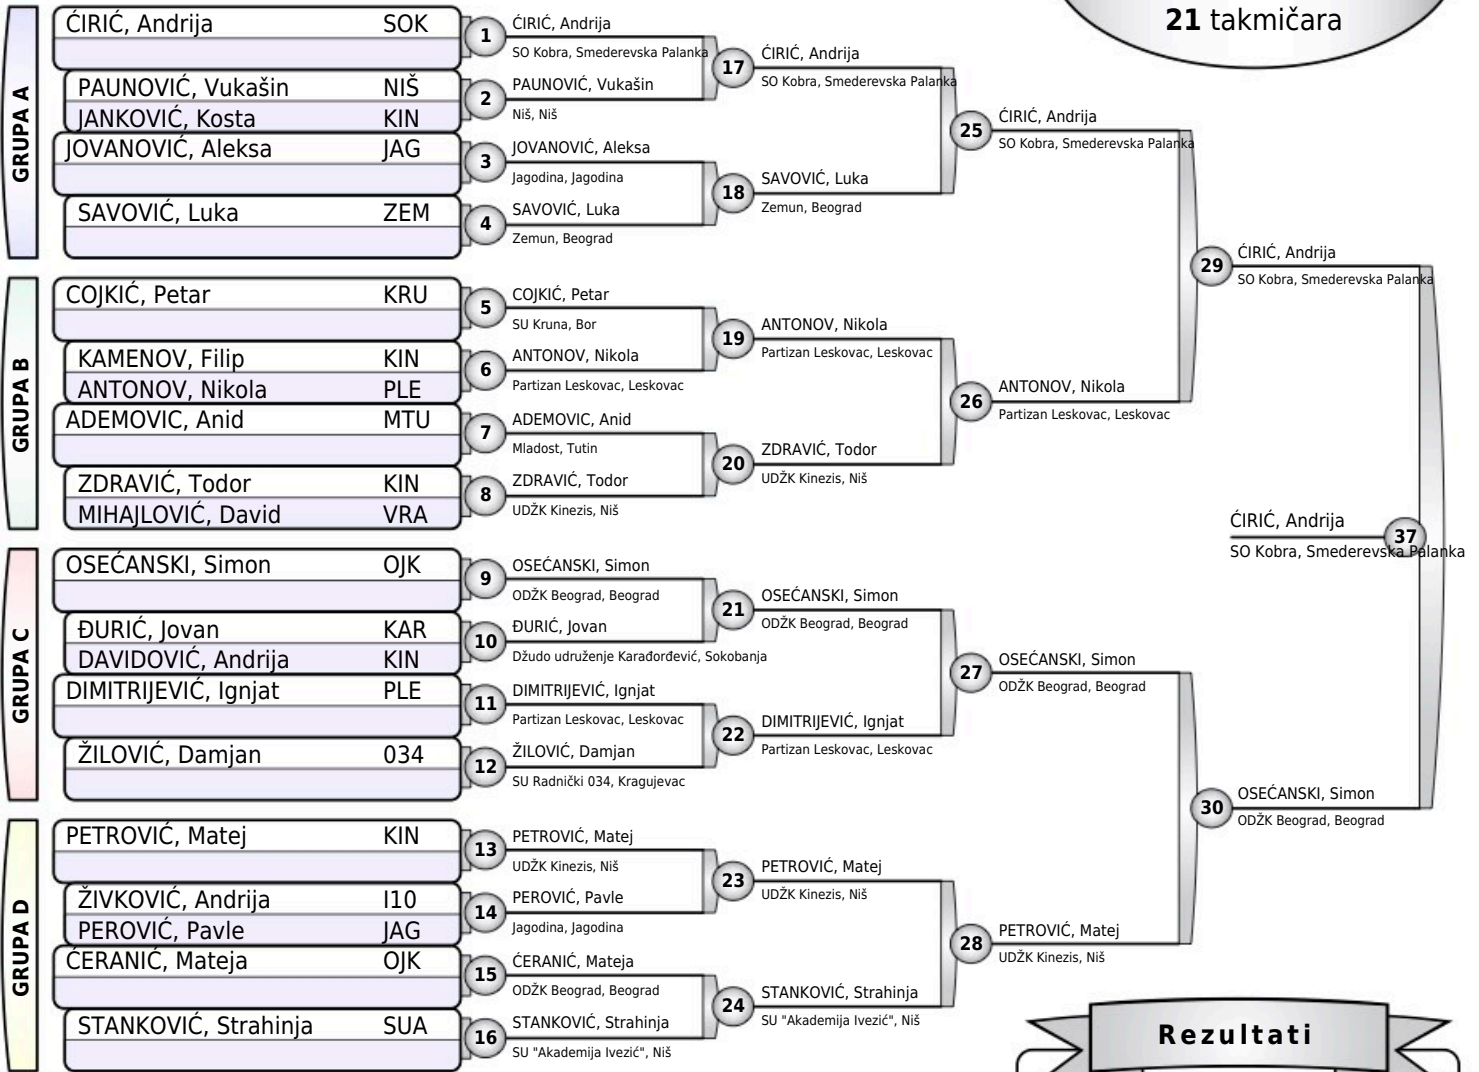 21 takmičara
GRUPA A
ĆIRIĆ, Andrija SOK
PAUNOVIĆ, Vukašin NIŠ
JANKOVIĆ, Kosta KIN
JOVANOVIĆ, Aleksa JAG
SAVOVIĆ, Luka ZEM
GRUPA B
COJKIĆ, Petar KRU
KAMENOV, Filip KIN
ANTONOV, Nikola PLE
ADEMOVIC, Anid MTU
ZDRAVIĆ, Todor KIN
MIHAJLOVIĆ, David VRA
GRUPA C
OSEĆANSKI, Simon OJK
ĐURIĆ, Jovan KAR
DAVIDOVIĆ, Andrija KIN
DIMITRIJEVIĆ, Ignjat PLE
ŽILOVIĆ, Damjan 034
GRUPA D
PETROVIĆ, Matej KIN
ŽIVKOVIĆ, Andrija I10
PEROVIĆ, Pavle JAG
ĆERANIĆ, Mateja OJK
STANKOVIĆ, Strahinja SUA
1
ĆIRIĆ, Andrija
SO Kobra, Smederevska Palanka
2
PAUNOVIĆ, Vukašin
Niš, Niš
3
JOVANOVIĆ, Aleksa
Jagodina, Jagodina
4
SAVOVIĆ, Luka
Zemun, Beograd
5
COJKIĆ, Petar
SU Kruna, Bor
6
ANTONOV, Nikola
Partizan Leskovac, Leskovac
7
ADEMOVIC, Anid
Mladost, Tutin
8
ZDRAVIĆ, Todor
UDŽK Kinezis, Niš
9
OSEĆANSKI, Simon
ODŽK Beograd, Beograd
10
ĐURIĆ, Jovan
Džudo udruženje Karađorđević, Sokobanja
11
DIMITRIJEVIĆ, Ignjat
Partizan Leskovac, Leskovac
12
ŽILOVIĆ, Damjan
SU Radnički 034, Kragujevac
13
PETROVIĆ, Matej
UDŽK Kinezis, Niš
14
PEROVIĆ, Pavle
Jagodina, Jagodina
15
ĆERANIĆ, Mateja
ODŽK Beograd, Beograd
16
STANKOVIĆ, Strahinja
SU "Akademija Ivezić", Niš
17
ĆIRIĆ, Andrija
SO Kobra, Smederevska Palanka
18
SAVOVIĆ, Luka
Zemun, Beograd
19
ANTONOV, Nikola
Partizan Leskovac, Leskovac
20
ZDRAVIĆ, Todor
UDŽK Kinezis, Niš
21
OSEĆANSKI, Simon
ODŽK Beograd, Beograd
22
DIMITRIJEVIĆ, Ignjat
Partizan Leskovac, Leskovac
23
PETROVIĆ, Matej
UDŽK Kinezis, Niš
24
STANKOVIĆ, Strahinja
SU "Akademija Ivezić", Niš
25
ĆIRIĆ, Andrija
SO Kobra, Smederevska Palanka
26
ANTONOV, Nikola
Partizan Leskovac, Leskovac
27
OSEĆANSKI, Simon
ODŽK Beograd, Beograd
28
PETROVIĆ, Matej
UDŽK Kinezis, Niš
29
ĆIRIĆ, Andrija
SO Kobra, Smederevska Palanka
30
OSEĆANSKI, Simon
ODŽK Beograd, Beograd
ĆIRIĆ, Andrija
37
SO Kobra, Smederevska Palanka
Rezultati